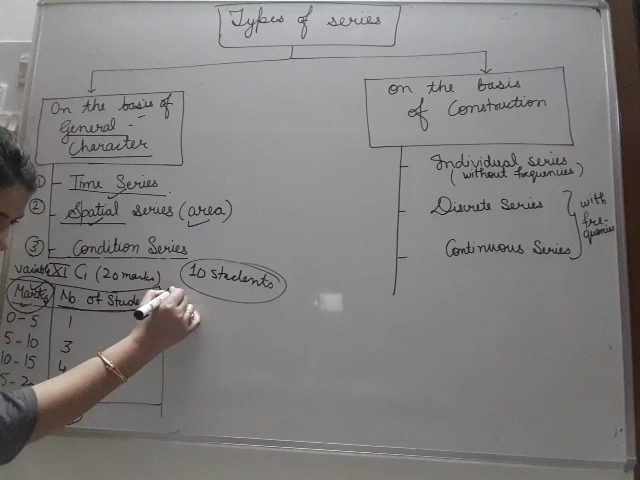 Types of series
On the basis of
General
Character
Time Series
② Spatial series (area)
③ Condition Series
variable XI G (20 marks)
10 Students
Marks No. of Stude
0-5 1
5-10 3
10-15 4
on the basis
of Construction
Individual series
(without frequencies)
Discrete Series
Continuous Series
with
fre-
quencies